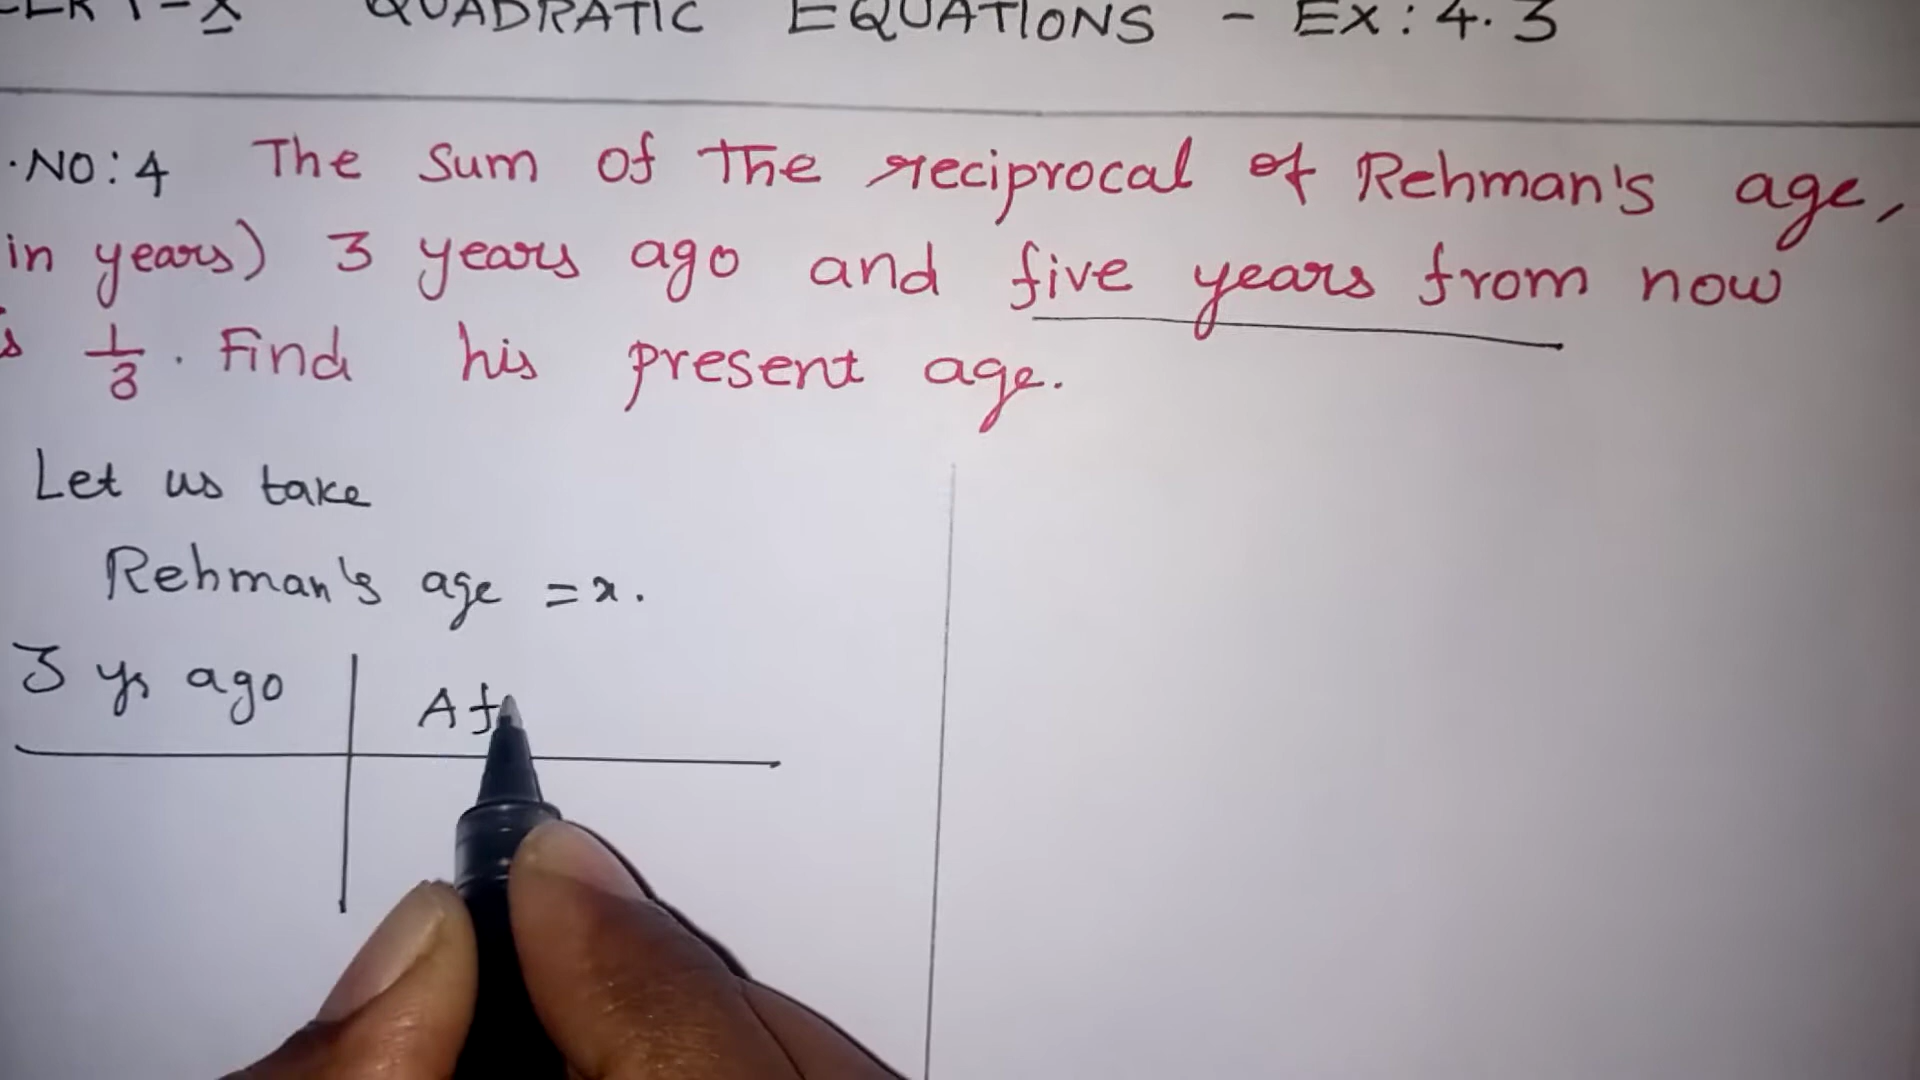 QUADRATIC EQUATIONS - EX: 4.3
.NO: 4 The sum of the reciprocal of Rehman's age,
in years) 3 years ago and five years from now
s 1/3. Find his present age.
Let us take
Rehman's age = x.
3 ys ago Af